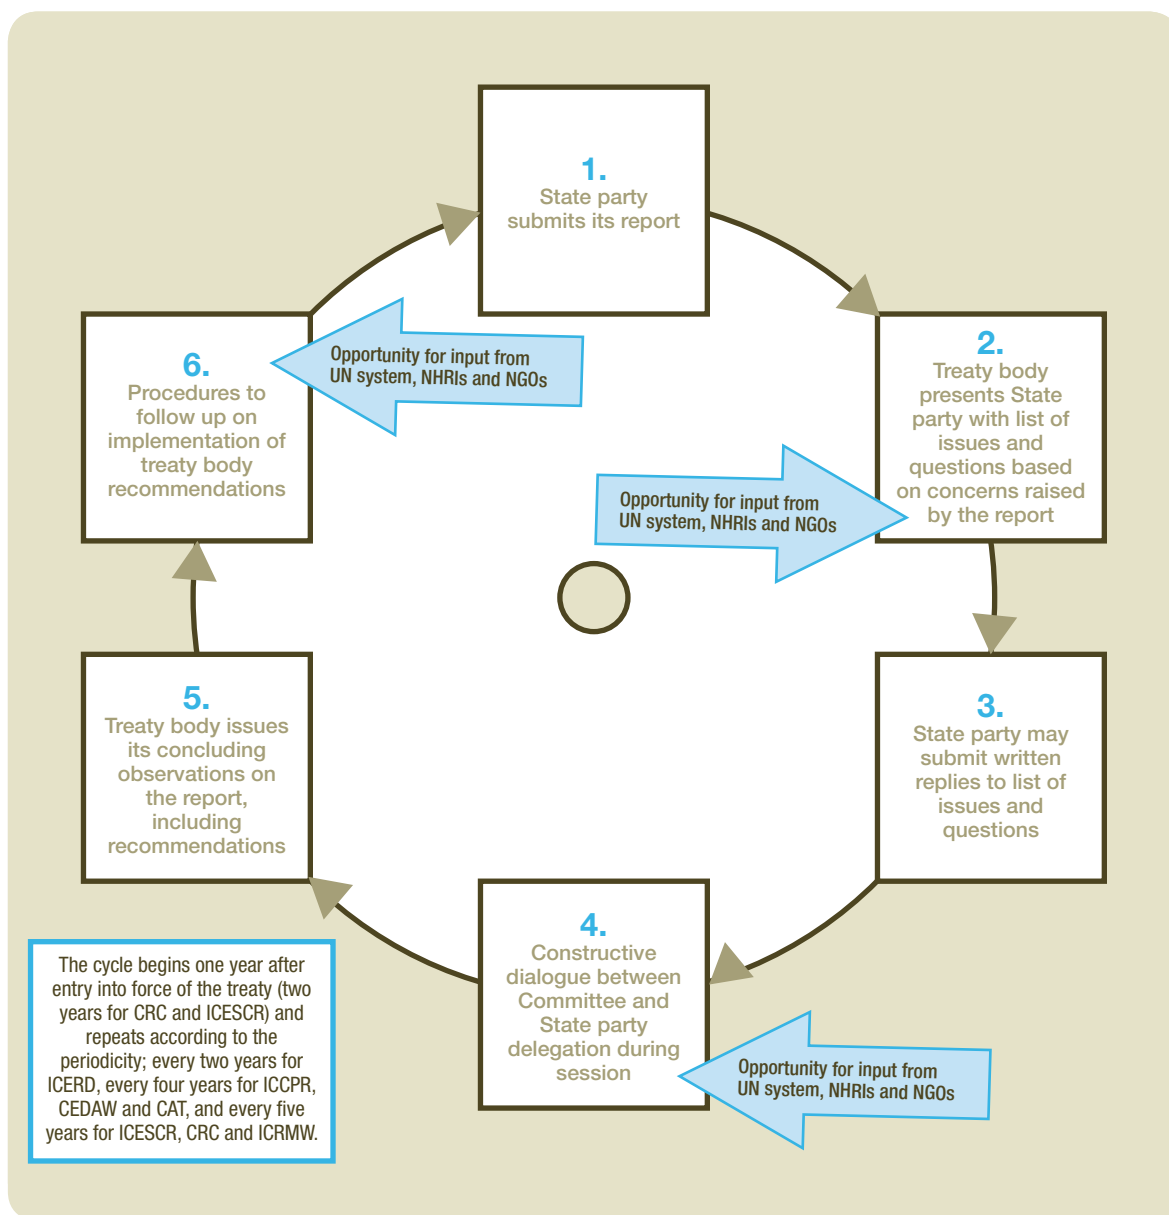 1.
State party
submits its report
2.
Treaty body
presents State
party with list of
issues and
questions based
on concerns raised
by the report
Opportunity for input from
UN system, NHRIs and NGOs
3.
State party may
submit written
replies to list of
issues and
questions
4.
Constructive
dialogue between
Committee and
State party
delegation during
session
Opportunity for input from
UN system, NHRIs and NGOs
5.
Treaty body issues
its concluding
observations on
the report,
including
recommendations
6.
Procedures to
follow up on
implementation of
treaty body
recommendations
Opportunity for input from
UN system, NHRIs and NGOs
The cycle begins one year after
entry into force of the treaty (two
years for CRC and ICESCR) and
repeats according to the
periodicity; every two years for
ICERD, every four years for ICCPR,
CEDAW and CAT, and every five
years for ICESCR, CRC and ICRMW.